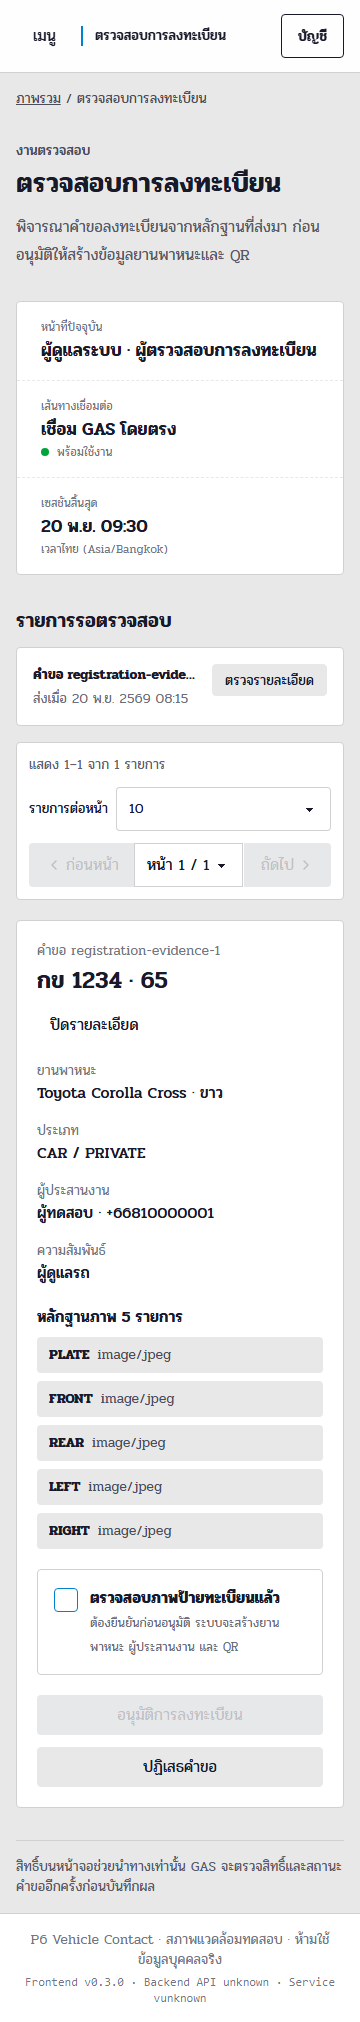 เมนู
ตรวจสอบการลงทะเบียน
บัญชี
ภาพรวม / ตรวจสอบการลงทะเบียน
งานตรวจสอบ
ตรวจสอบการลงทะเบียน
พิจารณาคำขอลงทะเบียนจากหลักฐานที่ส่งมา ก่อน
อนุมัติให้สร้างข้อมูลยานพาหนะและ QR
หน้าที่ปัจจุบัน
ผู้ดูแลระบบ · ผู้ตรวจสอบการลงทะเบียน
เส้นทางเชื่อมต่อ
เชื่อม GAS โดยตรง
พร้อมใช้งาน
เซสชันสิ้นสุด
20 พ.ย. 09:30
เวลาไทย (Asia/Bangkok)
รายการรอตรวจสอบ
คำขอ registration-evide...
ส่งเมื่อ 20 พ.ย. 2569 08:15
ตรวจรายละเอียด
แสดง 1–1 จาก 1 รายการ
รายการต่อหน้า
10
ก่อนหน้า
หน้า 1 / 1
ถัดไป
คำขอ registration-evidence-1
กข 1234 · 65
ปิดรายละเอียด
ยานพาหนะ
Toyota Corolla Cross · ขาว
ประเภท
CAR / PRIVATE
ผู้ประสานงาน
ผู้ทดสอบ · +66810000001
ความสัมพันธ์
ผู้ดูแลรถ
หลักฐานภาพ 5 รายการ
PLATE image/jpeg
FRONT image/jpeg
REAR image/jpeg
LEFT image/jpeg
RIGHT image/jpeg
ตรวจสอบภาพป้ายทะเบียนแล้ว
ต้องยืนยันก่อนอนุมัติ ระบบจะสร้างยาน
พาหนะ ผู้ประสานงาน และ QR
อนุมัติการลงทะเบียน
ปฏิเสธคำขอ
สิทธิ์บนหน้าจอช่วยนำทางเท่านั้น GAS จะตรวจสิทธิ์และสถานะ
คำขออีกครั้งก่อนบันทึกผล
P6 Vehicle Contact · สภาพแวดล้อมทดสอบ · ห้ามใช้
ข้อมูลบุคคลจริง
Frontend v0.3.0 · Backend API unknown · Service
vunknown